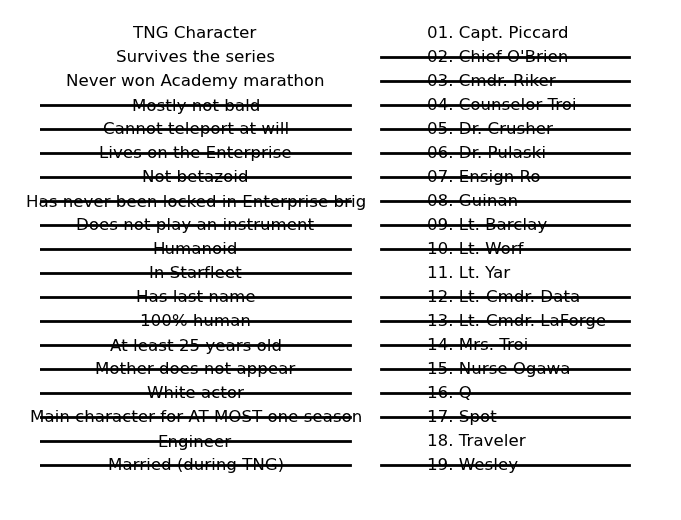 TNG Character
Survives the series
Never won Academy marathon
Mostly not bald
Cannot teleport at will
Lives on the Enterprise
Not betazoid
Has never been locked in Enterprise brig
Does not play an instrument
Humanoid
In Starfleet
Has last name
100% human
At least 25 years old
Mother does not appear
White actor
Main character for AT MOST one season
Engineer
Married (during TNG)
01. Capt. Piccard
02. Chief O'Brien
03. Cmdr. Riker
04. Counselor Troi
05. Dr. Crusher
06. Dr. Pulaski
07. Ensign Ro
08. Guinan
09. Lt. Barclay
10. Lt. Worf
11. Lt. Yar
12. Lt. Cmdr. Data
13. Lt. Cmdr. LaForge
14. Mrs. Troi
15. Nurse Ogawa
16. Q
17. Spot
18. Traveler
19. Wesley